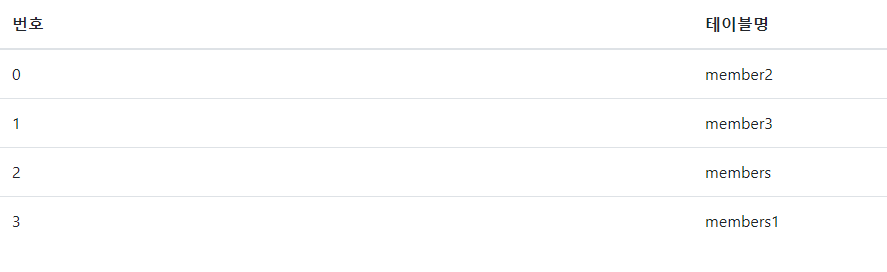 번호 테이블명
0 member2
1 member3
2 members
3 members1